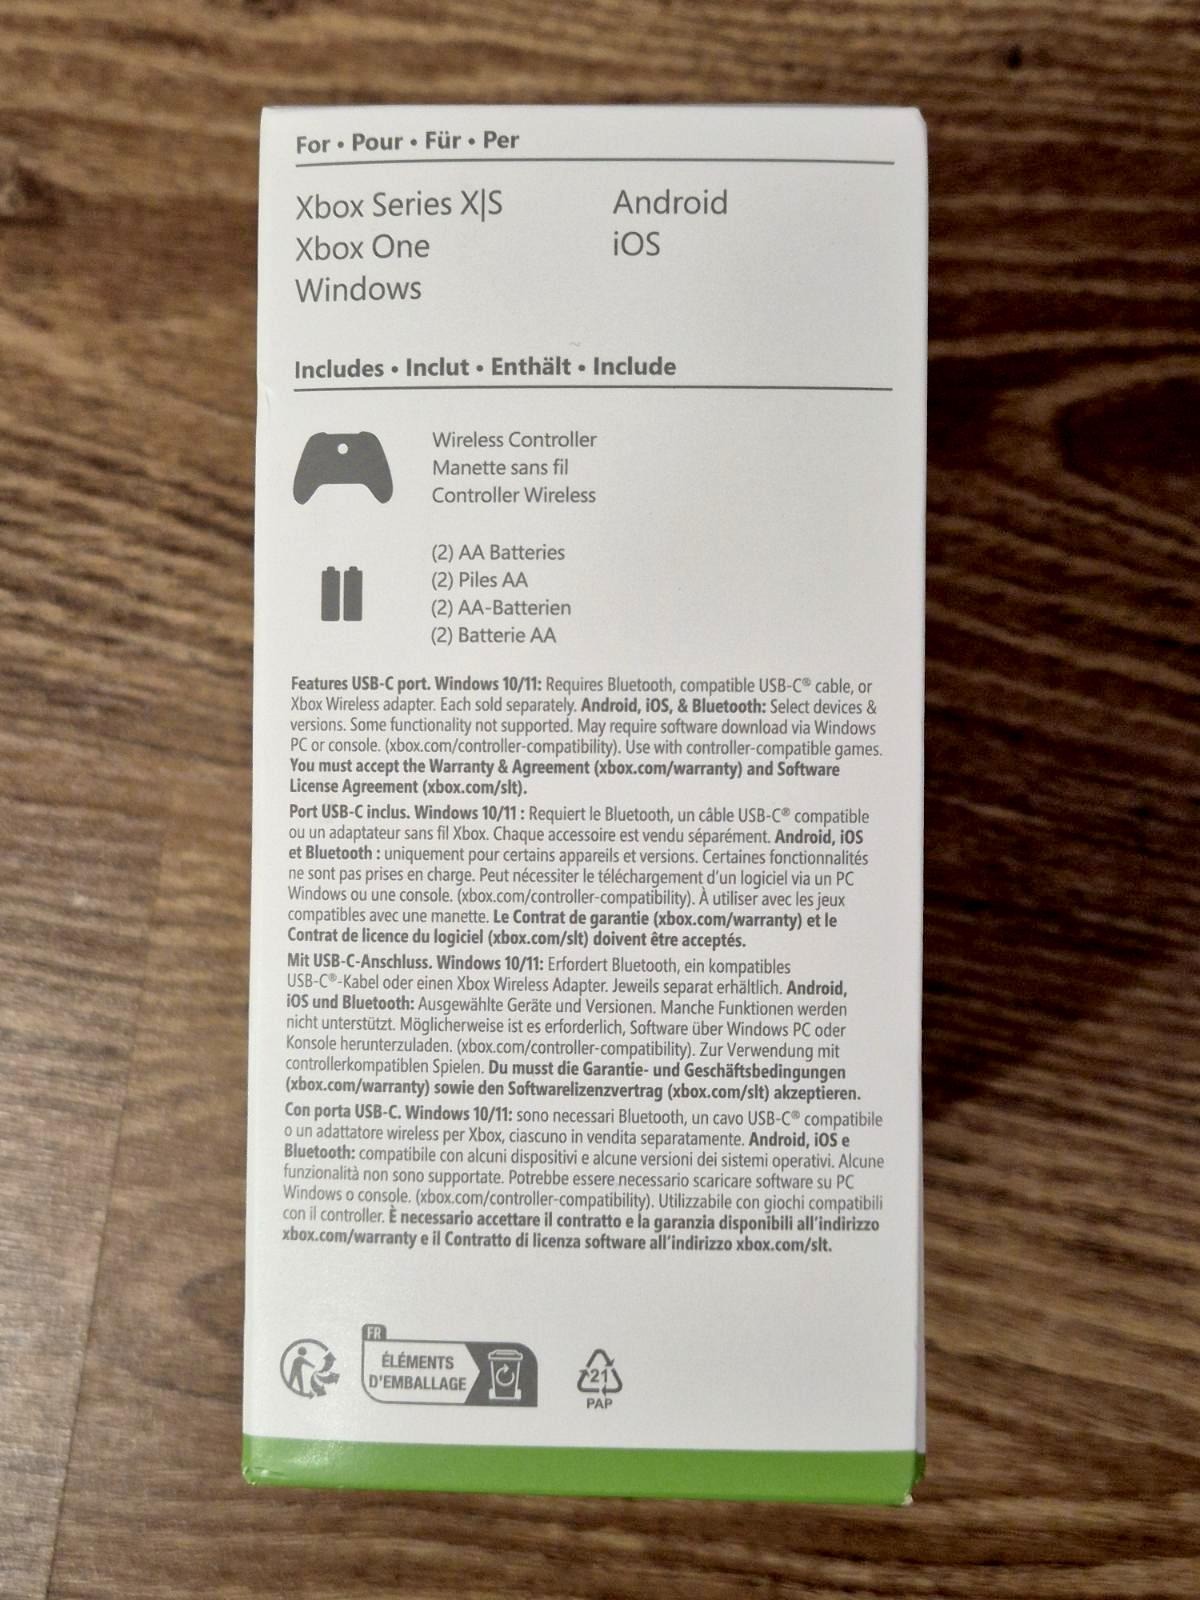 For • Pour • Für • Per
Xbox Series X|S
Xbox One
Windows
Android
iOS
Includes • Inclut • Enthält • Include
Wireless Controller
Manette sans fil
Controller Wireless
(2) AA Batteries
(2) Piles AA
(2) AA-Batterien
(2) Batterie AA
Features USB-C port. Windows 10/11: Requires Bluetooth, compatible USB-C® cable, or
Xbox Wireless adapter. Each sold separately. Android, iOS, & Bluetooth: Select devices &
versions. Some functionality not supported. May require software download via Windows
PC or console. (xbox.com/controller-compatibility). Use with controller-compatible games.
You must accept the Warranty & Agreement (xbox.com/warranty) and Software
License Agreement (xbox.com/slt).
Port USB-C inclus. Windows 10/11 : Requiert le Bluetooth, un câble USB-C® compatible
ou un adaptateur sans fil Xbox. Chaque accessoire est vendu séparément. Android, iOS
et Bluetooth : uniquement pour certains appareils et versions. Certaines fonctionnalités
ne sont pas prises en charge. Peut nécessiter le téléchargement d'un logiciel via un PC
Windows ou une console. (xbox.com/controller-compatibility). À utiliser avec les jeux
compatibles avec une manette. Le Contrat de garantie (xbox.com/warranty) et le
Contrat de licence du logiciel (xbox.com/slt) doivent être acceptés.
Mit USB-C-Anschluss. Windows 10/11: Erfordert Bluetooth, ein kompatibles
USB-C®-Kabel oder einen Xbox Wireless Adapter. Jeweils separat erhältlich. Android,
iOS und Bluetooth: Ausgewählte Geräte und Versionen. Manche Funktionen werden
nicht unterstützt. Möglicherweise ist es erforderlich, Software über Windows PC oder
Konsole herunterzuladen. (xbox.com/controller-compatibility). Zur Verwendung mit
controllerkompatiblen Spielen. Du musst die Garantie- und Geschäftsbedingungen
(xbox.com/warranty) sowie den Softwarelizenzvertrag (xbox.com/slt) akzeptieren.
Con porta USB-C. Windows 10/11: sono necessari Bluetooth, un cavo USB-C® compatibile
o un adattatore wireless per Xbox, ciascuno in vendita separatamente. Android, iOS e
Bluetooth: compatibile con alcuni dispositivi e alcune versioni dei sistemi operativi. Alcune
funzionalità non sono supportate. Potrebbe essere necessario scaricare software su PC
Windows o console. (xbox.com/controller-compatibility). Utilizzabile con giochi compatibili
con il controller. È necessario accettare il contratto e la garanzia disponibili all'indirizzo
xbox.com/warranty e il Contratto di licenza software all'indirizzo xbox.com/slt.
FR
ÉLÉMENTS
D'EMBALLAGE
21
PAP